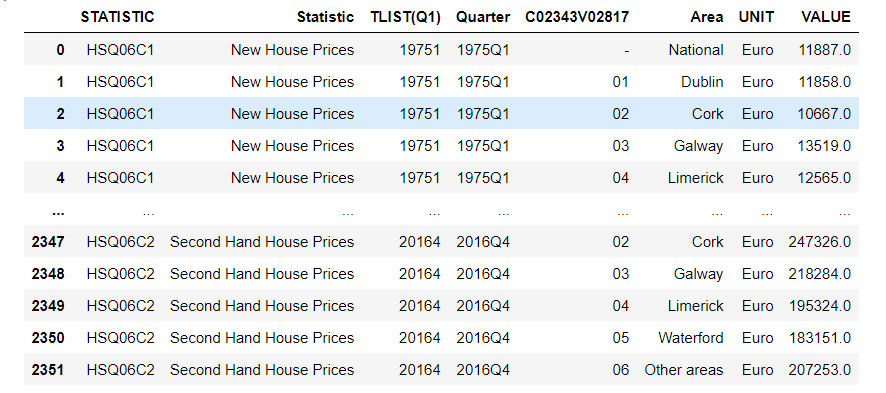 STATISTIC Statistic TLIST(Q1) Quarter C02343V02817 Area UNIT VALUE
0 HSQ06C1 New House Prices 19751 1975Q1 - National Euro 11887.0
1 HSQ06C1 New House Prices 19751 1975Q1 01 Dublin Euro 11858.0
2 HSQ06C1 New House Prices 19751 1975Q1 02 Cork Euro 10667.0
3 HSQ06C1 New House Prices 19751 1975Q1 03 Galway Euro 13519.0
4 HSQ06C1 New House Prices 19751 1975Q1 04 Limerick Euro 12565.0
... ... ... ... ... ... ... ... ...
2347 HSQ06C2 Second Hand House Prices 20164 2016Q4 02 Cork Euro 247326.0
2348 HSQ06C2 Second Hand House Prices 20164 2016Q4 03 Galway Euro 218284.0
2349 HSQ06C2 Second Hand House Prices 20164 2016Q4 04 Limerick Euro 195324.0
2350 HSQ06C2 Second Hand House Prices 20164 2016Q4 05 Waterford Euro 183151.0
2351 HSQ06C2 Second Hand House Prices 20164 2016Q4 06 Other areas Euro 207253.0